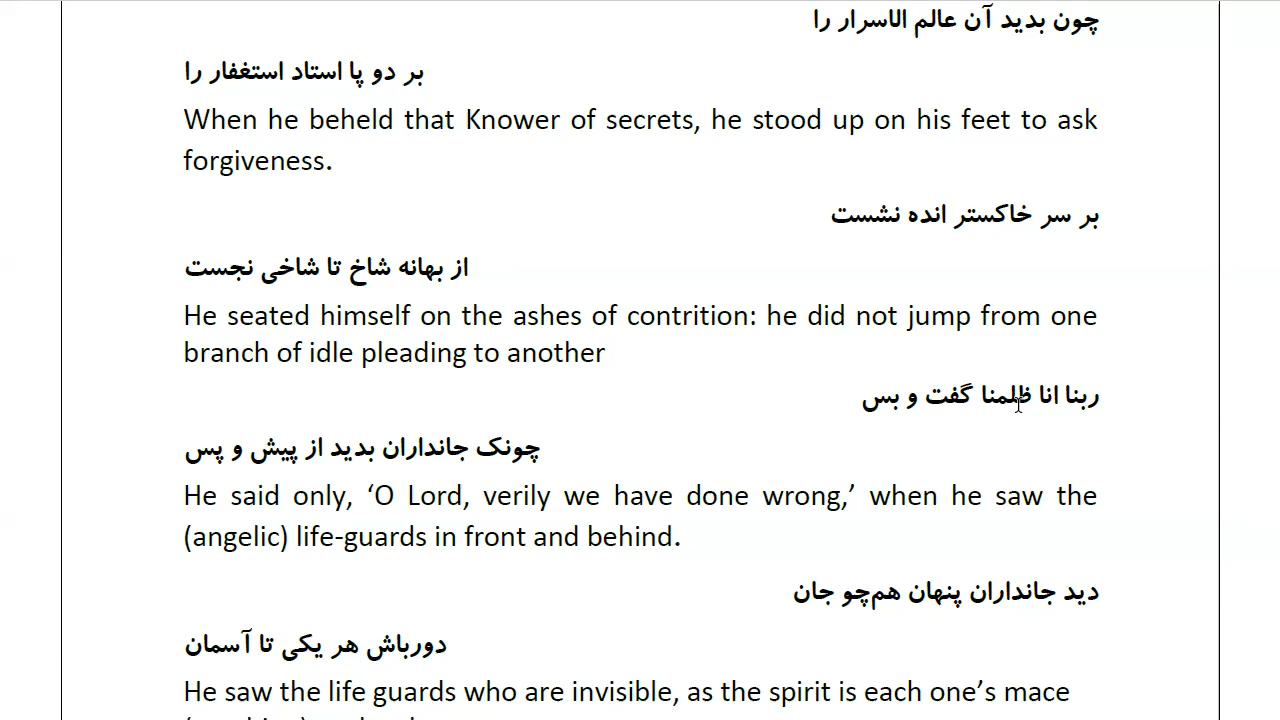 چون بدید آن عالم الاسرار را
بر دو پا استاد استغفار را
When he beheld that Knower of secrets, he stood up on his feet to ask
forgiveness.
بر سر خاکستر انده نشست
از بهانه شاخ تا شاخی نجست
He seated himself on the ashes of contrition: he did not jump from one
branch of idle pleading to another
ربنا انا ظلمنا گفت و بس
چونک جانداران بدید از پیش و پس
He said only, ‘O Lord, verily we have done wrong,’ when he saw the
(angelic) life-guards in front and behind.
دید جانداران پنهان هم‌چو جان
دورباش هر یکی تا آسمان
He saw the life guards who are invisible, as the spirit is each one’s mace